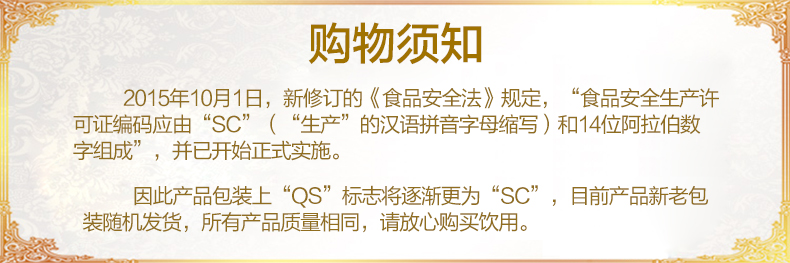 购物须知
2015年10月1日，新修订的《食品安全法》规定，“食品安全生产许
可证编码应由“SC”（“生产”的汉语拼音字母缩写）和14位阿拉伯数
字组成”，并已开始正式实施。
因此产品包装上“QS”标志将逐渐更为“SC”，目前产品新老包
装随机发货，所有产品质量相同，请放心购买饮用。